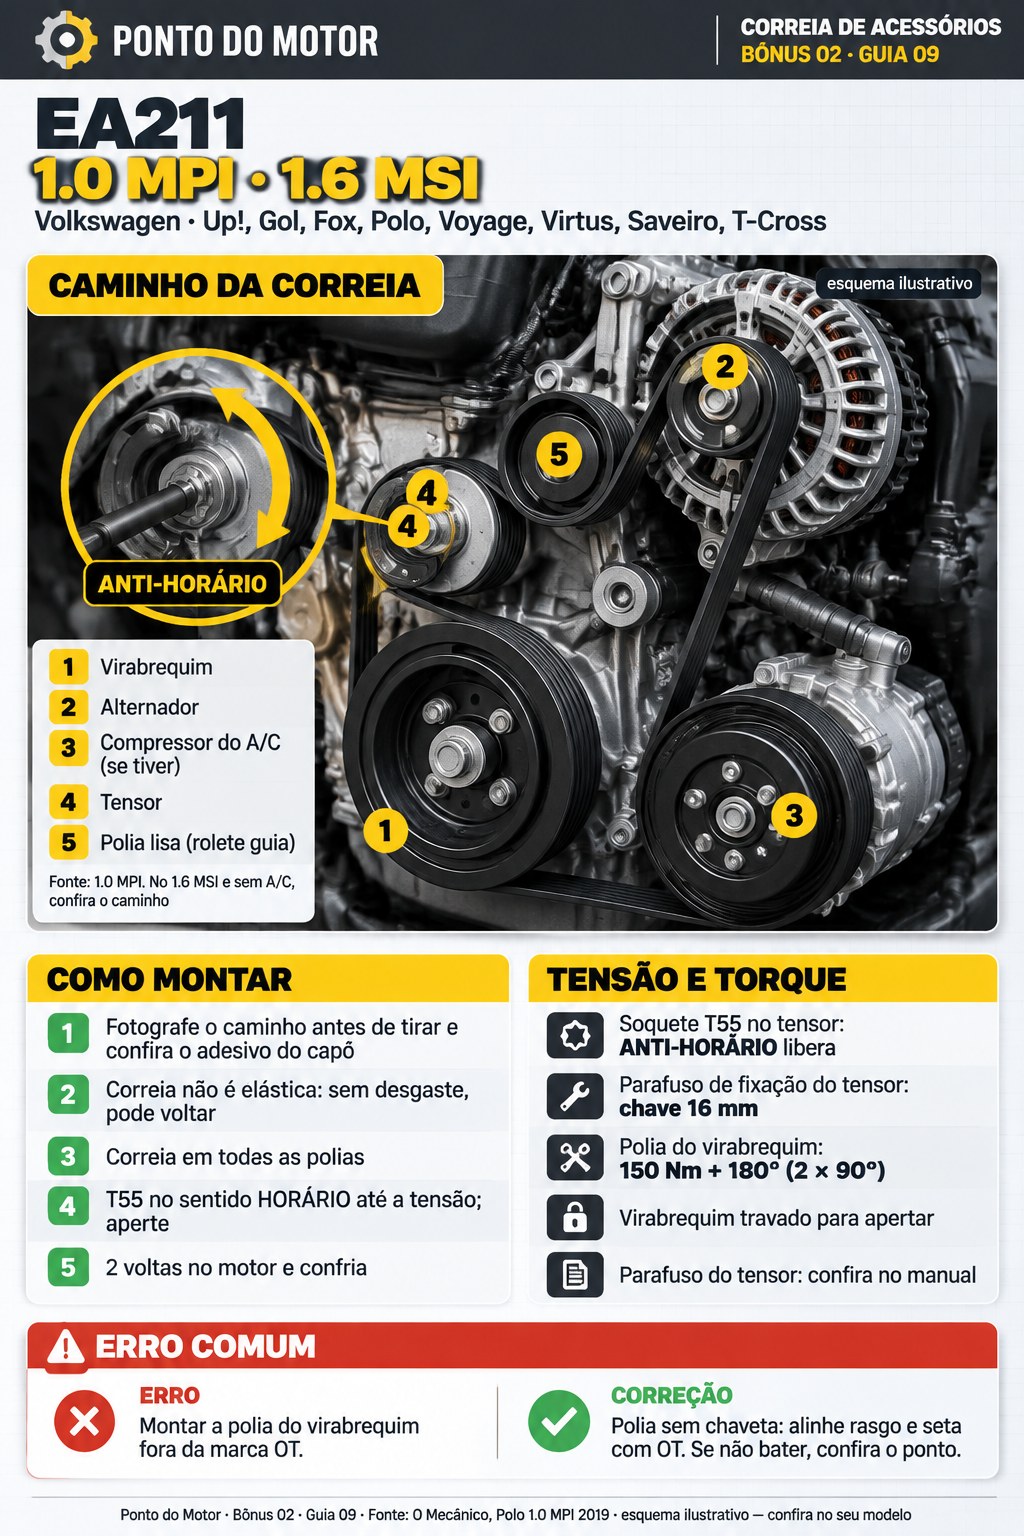 PONTO DO MOTOR
CORREIA DE ACESSÓRIOS
BÔNUS 02 · GUIA 09
EA211
1.0 MPI · 1.6 MSI
Volkswagen · Up!, Gol, Fox, Polo, Voyage, Virtus, Saveiro, T-Cross
CAMINHO DA CORREIA
esquema ilustrativo
2
5
4
4
ANTI-HORÁRIO
1 Virabrequim
2 Alternador
3 Compressor do A/C
(se tiver)
4 Tensor
5 Polia lisa (rolete guia)
Fonte: 1.0 MPI. No 1.6 MSI e sem A/C,
confira o caminho
1
3
COMO MONTAR
1 Fotografe o caminho antes de tirar e
confira o adesivo do capô
2 Correia não é elástica: sem desgaste,
pode voltar
3 Correia em todas as polias
4 T55 no sentido HORÁRIO até a tensão;
aperte
5 2 voltas no motor e confria
TENSÃO E TORQUE
Soquete T55 no tensor:
ANTI-HORÃRIO libera
Parafuso de fixação do tensor:
chave 16 mm
Polia do virabrequim:
150 Nm + 180° (2 × 90°)
Virabrequim travado para apertar
Parafuso do tensor: confira no manual
ERRO COMUM
ERRO
Montar a polia do virabrequim
fora da marca OT.
CORREÇÃO
Polia sem chaveta: alinhe rasgo e seta
com OT. Se não bater, confira o ponto.
Ponto do Motor · Bônus 02 · Guia 09 · Fonte: O Mecánico, Polo 1.0 MPI 2019 · esquema ilustrativo — confira no seu modelo